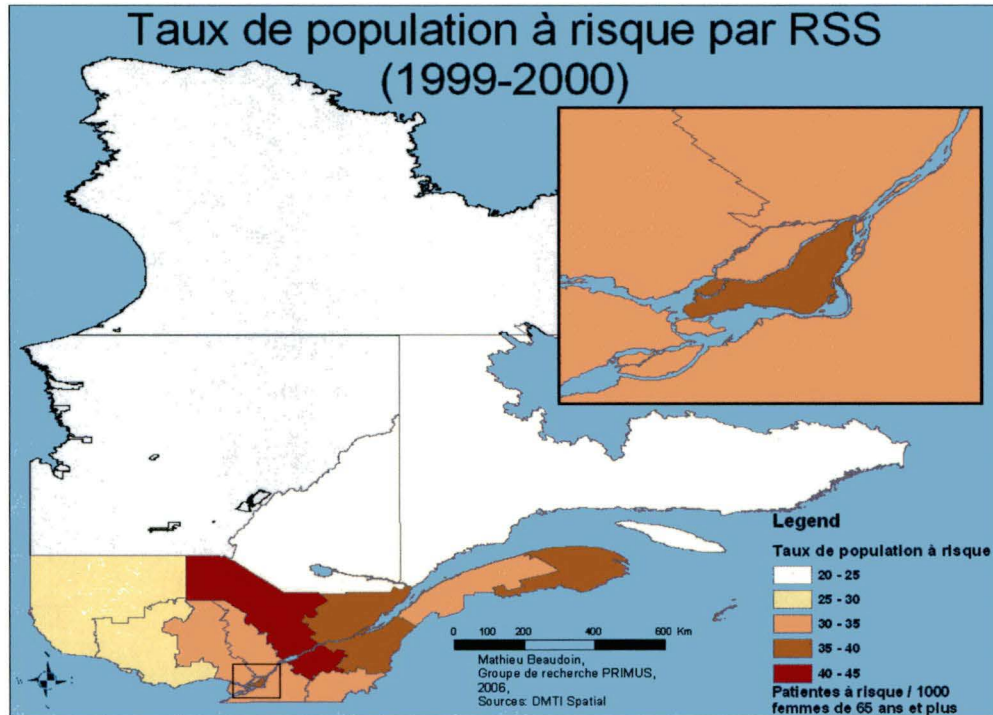 Taux de population à risque par RSS
(1999-2000)
Legend
Taux de population à risque
20 - 25
25 - 30
30 - 35
35 - 40
40 - 45
Patientes à risque / 1000
femmes de 65 ans et plus
0 100 200 400 600 Km
Mathieu Beaudoin,
Groupe de recherche PRIMUS,
2006,
Sources: DMTI Spatial